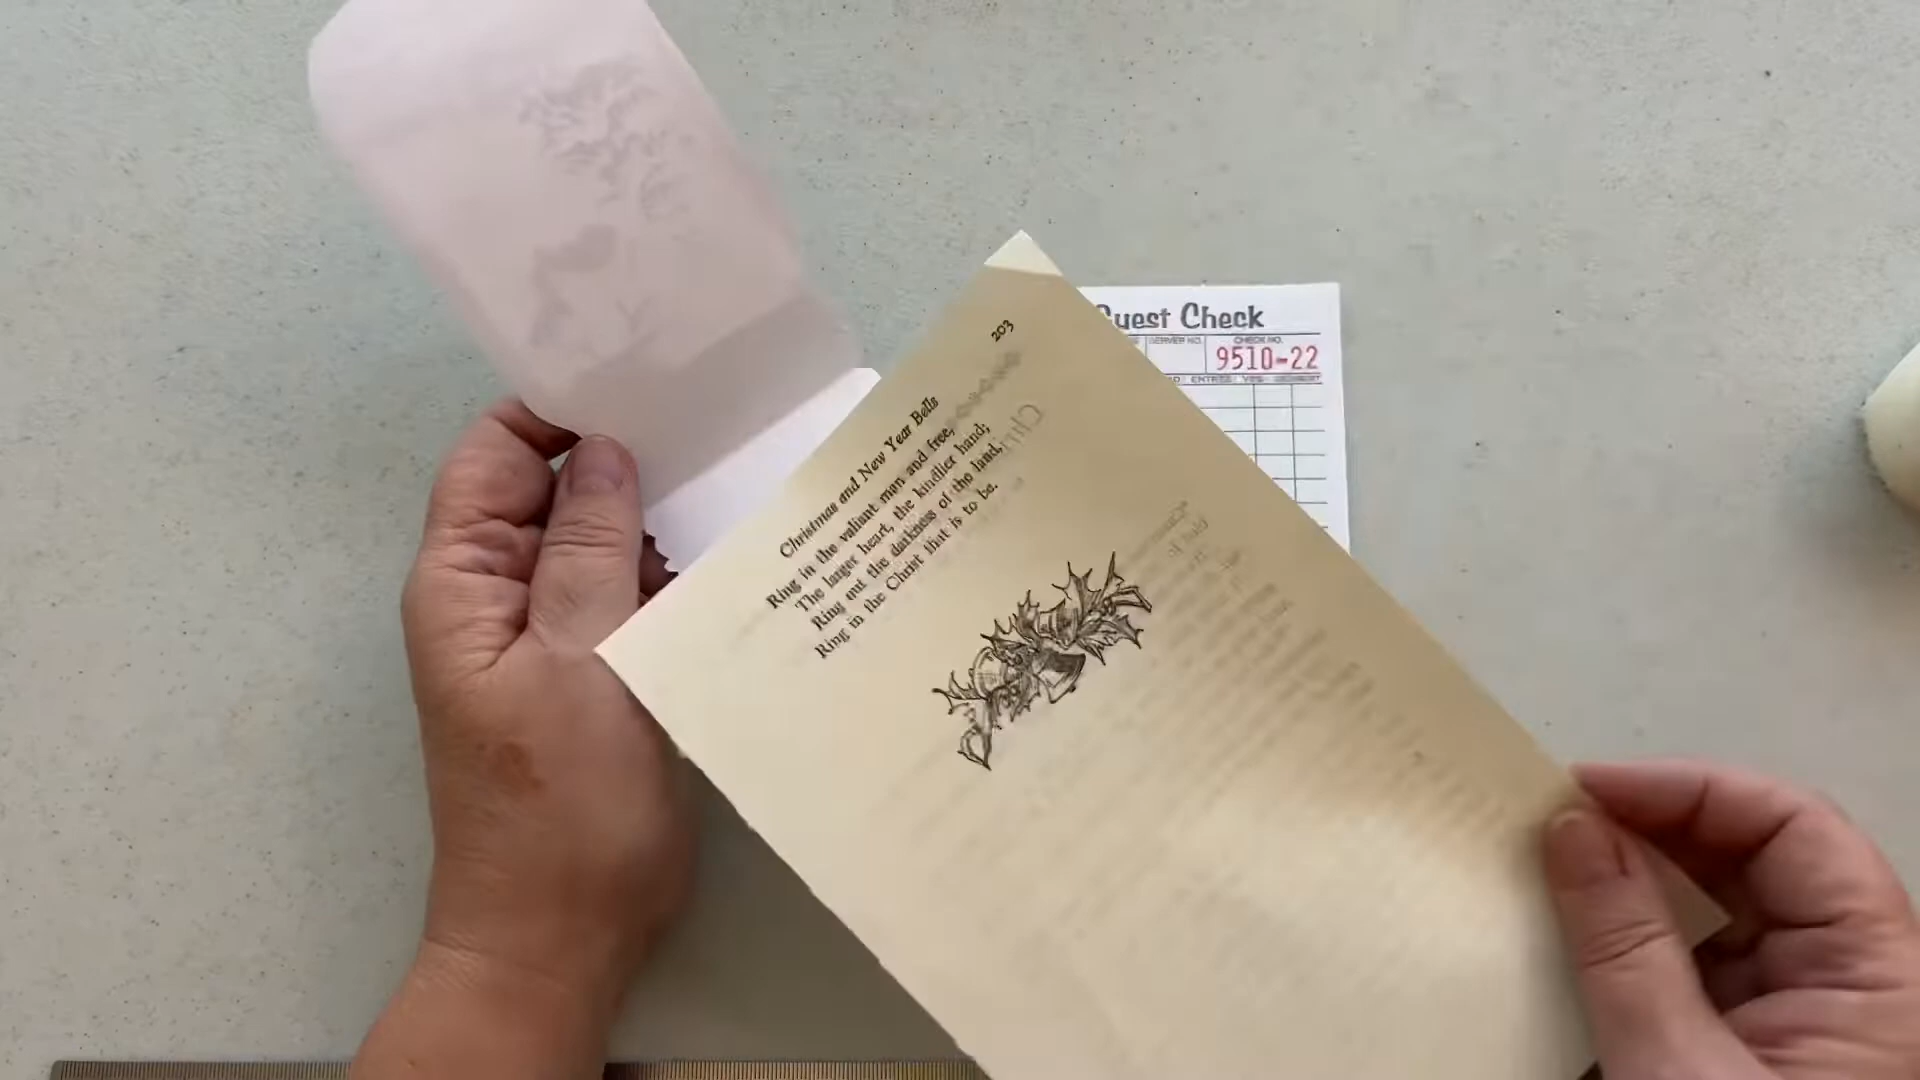 203
Christmas and New Year Bells
Ring in the valiant man and free,
The larger heart, the kindlier hand;
Ring out the darkness of the land,
Ring in the Christ that is to be.
Guest Check
SERVER NO.
CHECK NO.
9510-22